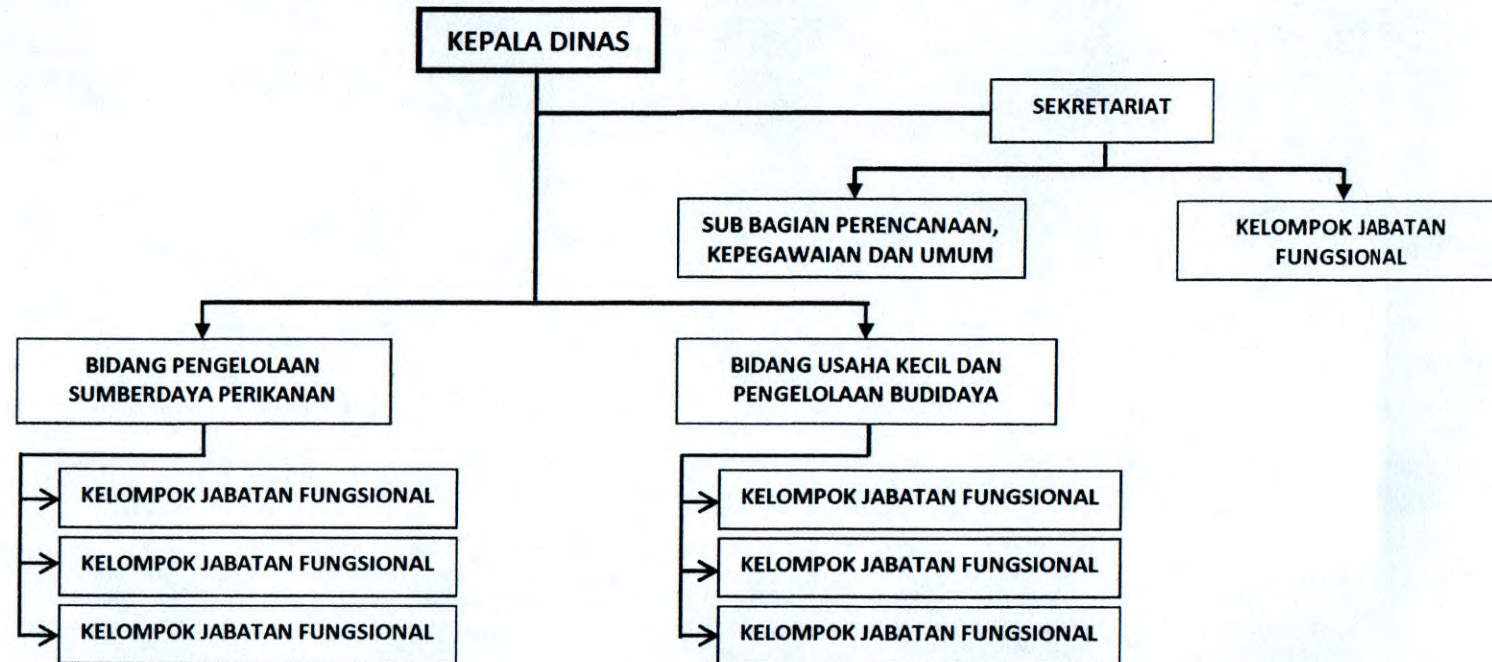 KEPALA DINAS
SEKRETARIAT
SUB BAGIAN PERENCANAAN,
KEPEGAWAIAN DAN UMUM
KELOMPOK JABATAN
FUNGSIONAL
BIDANG PENGELOLAAN
SUMBERDAYA PERIKANAN
BIDANG USAHA KECIL DAN
PENGELOLAAN BUDIDAYA
KELOMPOK JABATAN FUNGSIONAL
KELOMPOK JABATAN FUNGSIONAL
KELOMPOK JABATAN FUNGSIONAL
KELOMPOK JABATAN FUNGSIONAL
KELOMPOK JABATAN FUNGSIONAL
KELOMPOK JABATAN FUNGSIONAL